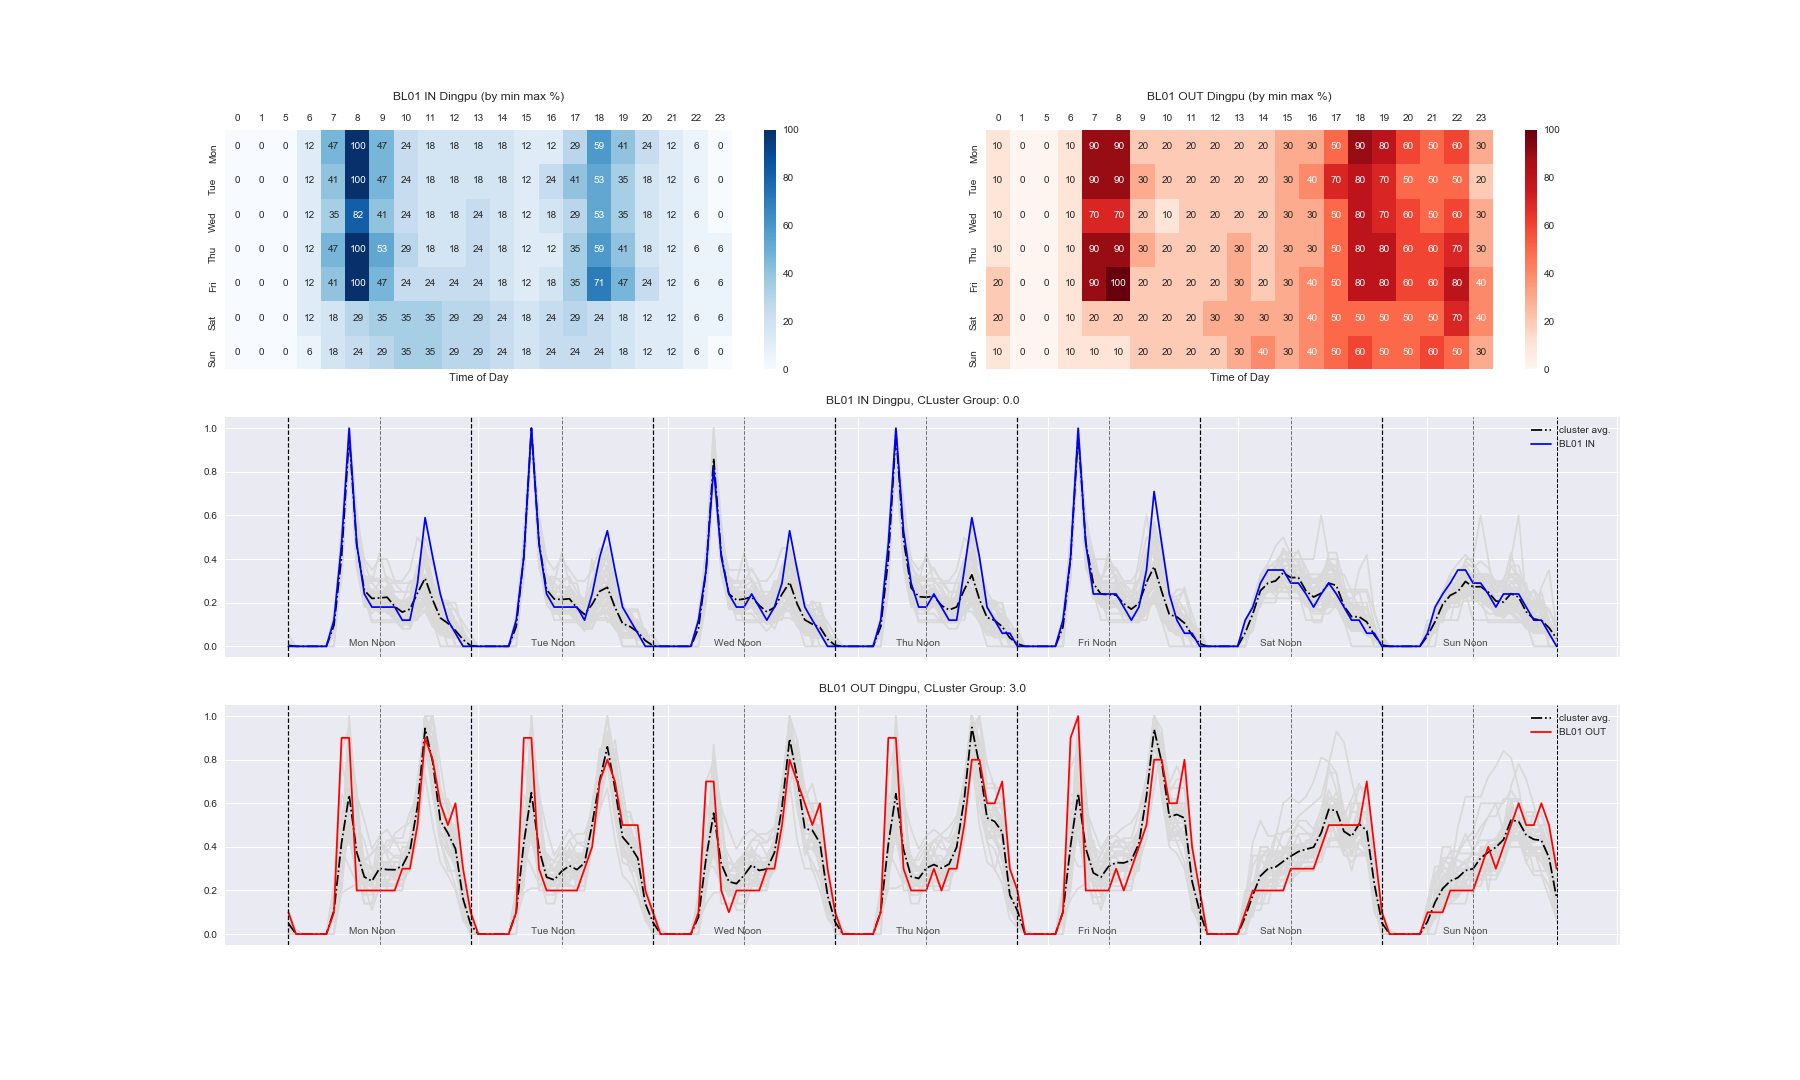 BL01 IN Dingpu (by min max %)
0 1 5 6 7 8 9 10 11 12 13 14 15 16 17 18 19 20 21 22 23
Mon 0 0 0 12 47 100 47 24 18 18 18 18 12 12 29 59 41 24 12 6 0
Tue 0 0 0 12 41 100 47 24 18 18 18 18 12 24 41 53 35 18 12 6 0
Wed 0 0 0 12 35 82 41 24 18 18 24 18 12 18 29 53 35 18 12 6 0
Thu 0 0 0 12 47 100 53 29 18 18 24 18 12 12 35 59 41 18 12 6 6
Fri 0 0 0 12 41 100 47 24 24 24 24 18 12 18 35 71 47 24 12 6 6
Sat 0 0 0 12 18 29 35 35 35 29 29 24 18 24 29 24 18 12 12 6 6
Sun 0 0 0 6 18 24 29 35 35 29 29 24 18 24 24 24 18 12 12 6 0
Time of Day
100
80
60
40
20
0
BL01 OUT Dingpu (by min max %)
0 1 5 6 7 8 9 10 11 12 13 14 15 16 17 18 19 20 21 22 23
Mon 10 0 0 10 90 90 20 20 20 20 20 20 30 30 50 90 80 60 50 60 30
Tue 10 0 0 10 90 90 30 20 20 20 20 20 30 40 70 80 70 50 50 50 20
Wed 10 0 0 10 70 70 20 10 20 20 20 20 30 30 50 80 70 60 50 60 30
Thu 10 0 0 10 90 90 30 20 20 20 30 20 30 30 50 80 80 60 60 70 30
Fri 20 0 0 10 90 100 20 20 20 20 30 20 30 40 50 80 80 60 60 80 40
Sat 20 0 0 10 20 20 20 20 20 30 30 30 30 40 50 50 50 50 50 70 40
Sun 10 0 0 10 10 10 20 20 20 20 30 40 30 40 50 60 50 50 60 50 30
Time of Day
100
80
60
40
20
0
BL01 IN Dingpu, CLuster Group: 0.0
1.0
0.8
0.6
0.4
0.2
0.0
cluster avg.
BL01 IN
Mon Noon Tue Noon Wed Noon Thu Noon Fri Noon Sat Noon Sun Noon
BL01 OUT Dingpu, CLuster Group: 3.0
1.0
0.8
0.6
0.4
0.2
0.0
cluster avg.
BL01 OUT
Mon Noon Tue Noon Wed Noon Thu Noon Fri Noon Sat Noon Sun Noon